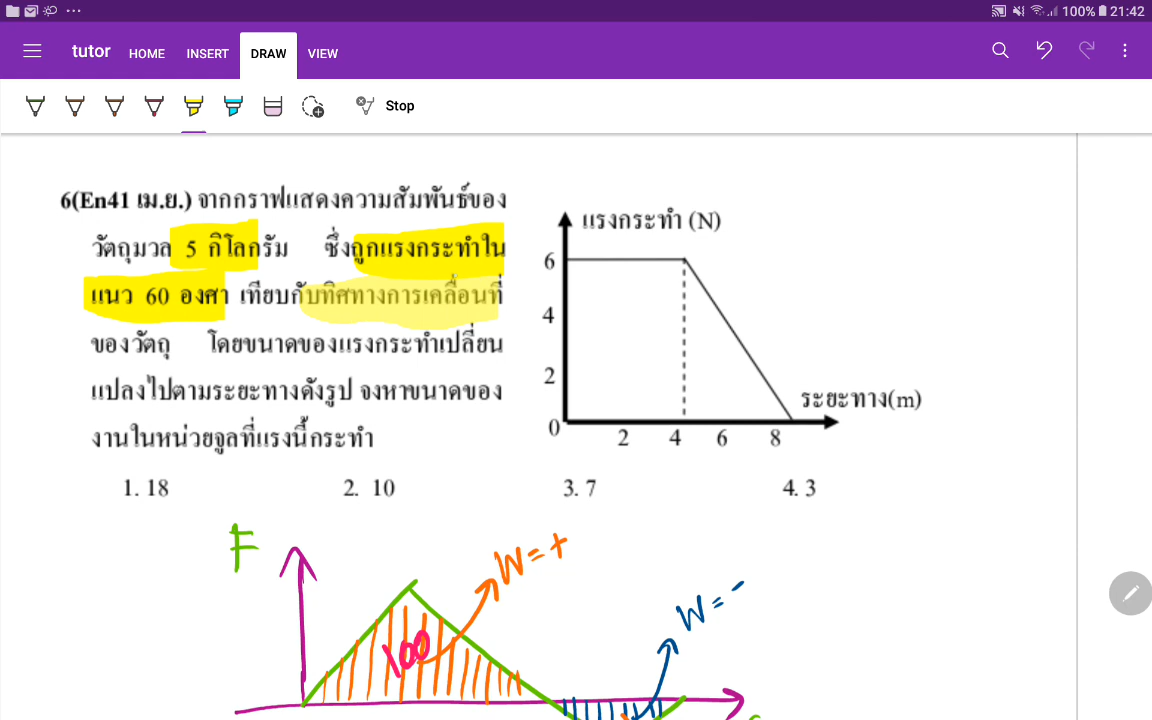 100% 21:42
tutor HOME INSERT DRAW VIEW
Stop
6(En41 เม.ย.) จากกราฟแสดงความสัมพันธ์ของ
วัตถุมวล 5 กิโลกรัม ซึ่งถูกแรงกระทำใน
แนว 60 องศา เทียบกับทิศทางการเคลื่อนที่
ของวัตถุ โดยขนาดของแรงกระทำเปลี่ยน
แปลงไปตามระยะทางดังรูป จงหาขนาดของ
งานในหน่วยจูลที่แรงนี้กระทำ
แรงกระทำ (N)
6
4
2
0
2 4 6 8
ระยะทาง(m)
1. 18 2. 10 3. 7 4. 3
F
W = +
W = -
100